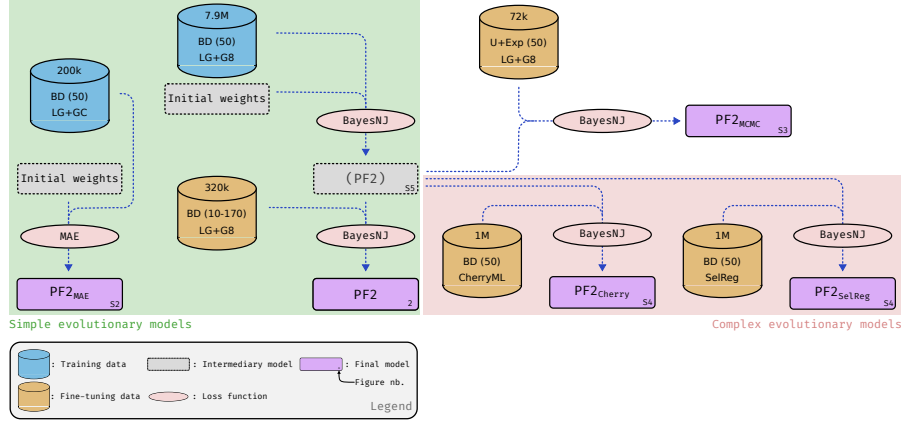 7.9M
BD (50)
LG+G8
72k
U+Exp (50)
LG+G8
200k
BD (50)
LG+GC
Initial weights
BayesNJ
BayesNJ
PF2MCMC
S3
Initial weights
(PF2)
S5
320k
BD (10-170)
LG+G8
MAE
BayesNJ
1M
BD (50)
CherryML
BayesNJ
1M
BD (50)
SelReg
BayesNJ
PF2MAE
S2
PF2
2
PF2Cherry
S4
PF2SelReg
S4
Simple evolutionary models
Complex evolutionary models
: Training data
: Intermediary model
: Final model
Figure nb.
: Fine-tuning data
: Loss function
Legend